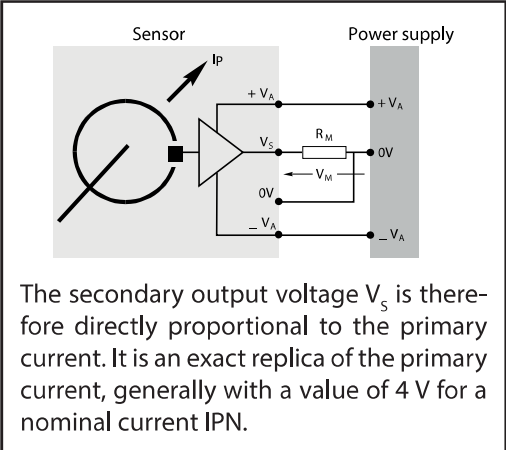 Sensor Power supply
IP
+ VA + VA
VS RM 0V
VM
0V
_ VA _ VA
The secondary output voltage VS is there-
fore directly proportional to the primary
current. It is an exact replica of the primary
current, generally with a value of 4 V for a
nominal current IPN.